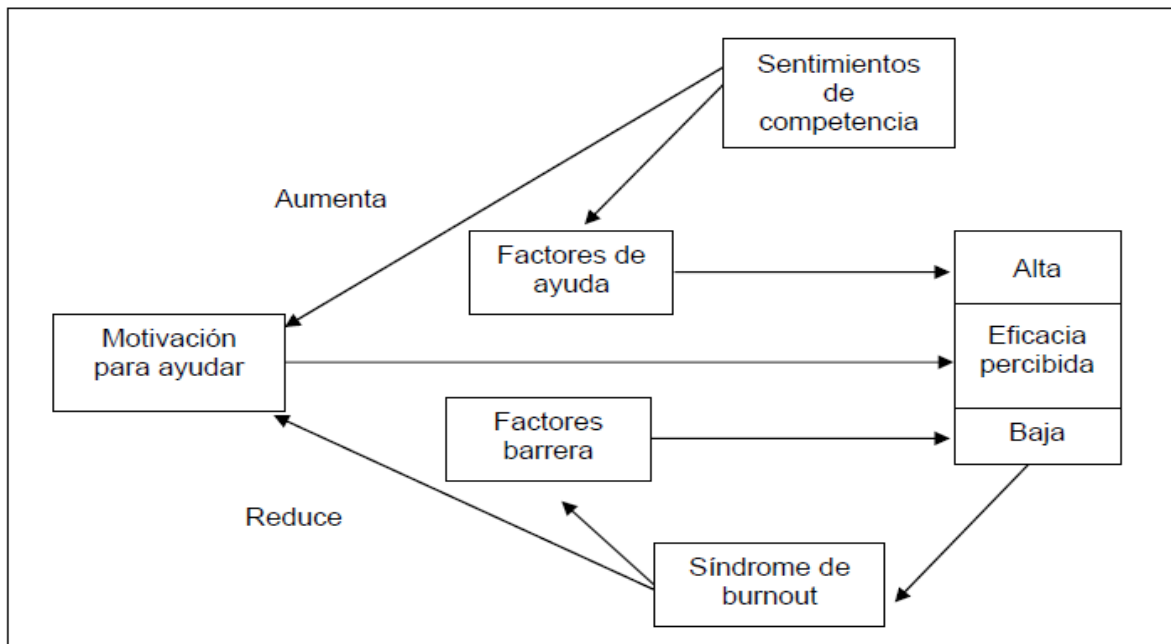 Sentimientos
de
competencia
Aumenta
Factores de
ayuda
Alta
Motivación
para ayudar
Eficacia
percibida
Factores
barrera
Baja
Reduce
Síndrome de
burnout